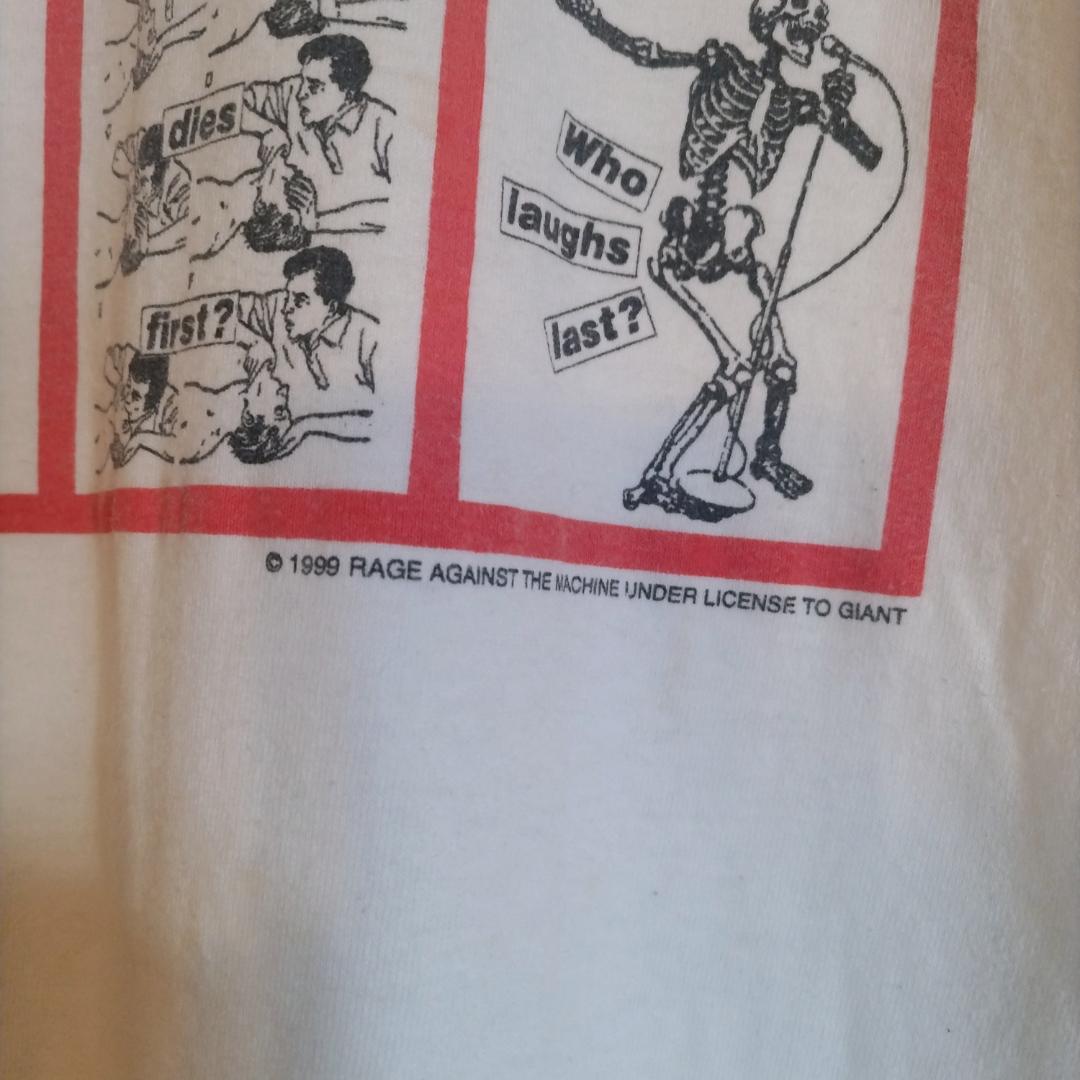 dies
first?
Who
laughs
last?
© 1999 RAGE AGAINST THE MACHINE UNDER LICENSE TO GIANT